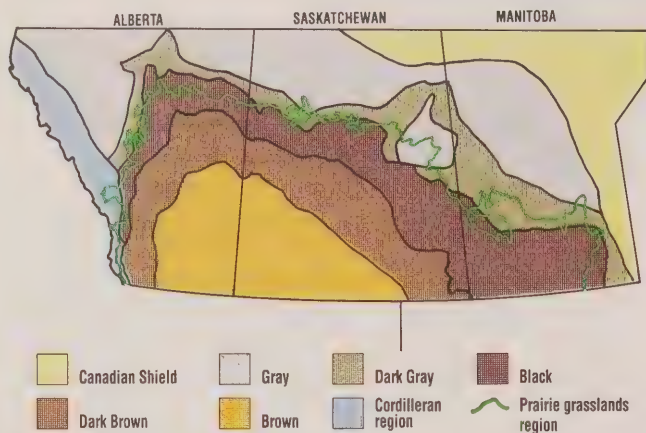 ALBERTA SASKATCHEWAN MANITOBA
Canadian Shield Gray Dark Gray Black
Dark Brown Brown Cordilleran region Prairie grasslands region